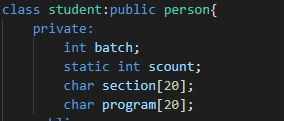 class student:public person{
private:
int batch;
static int scount;
char section[20];
char program[20];